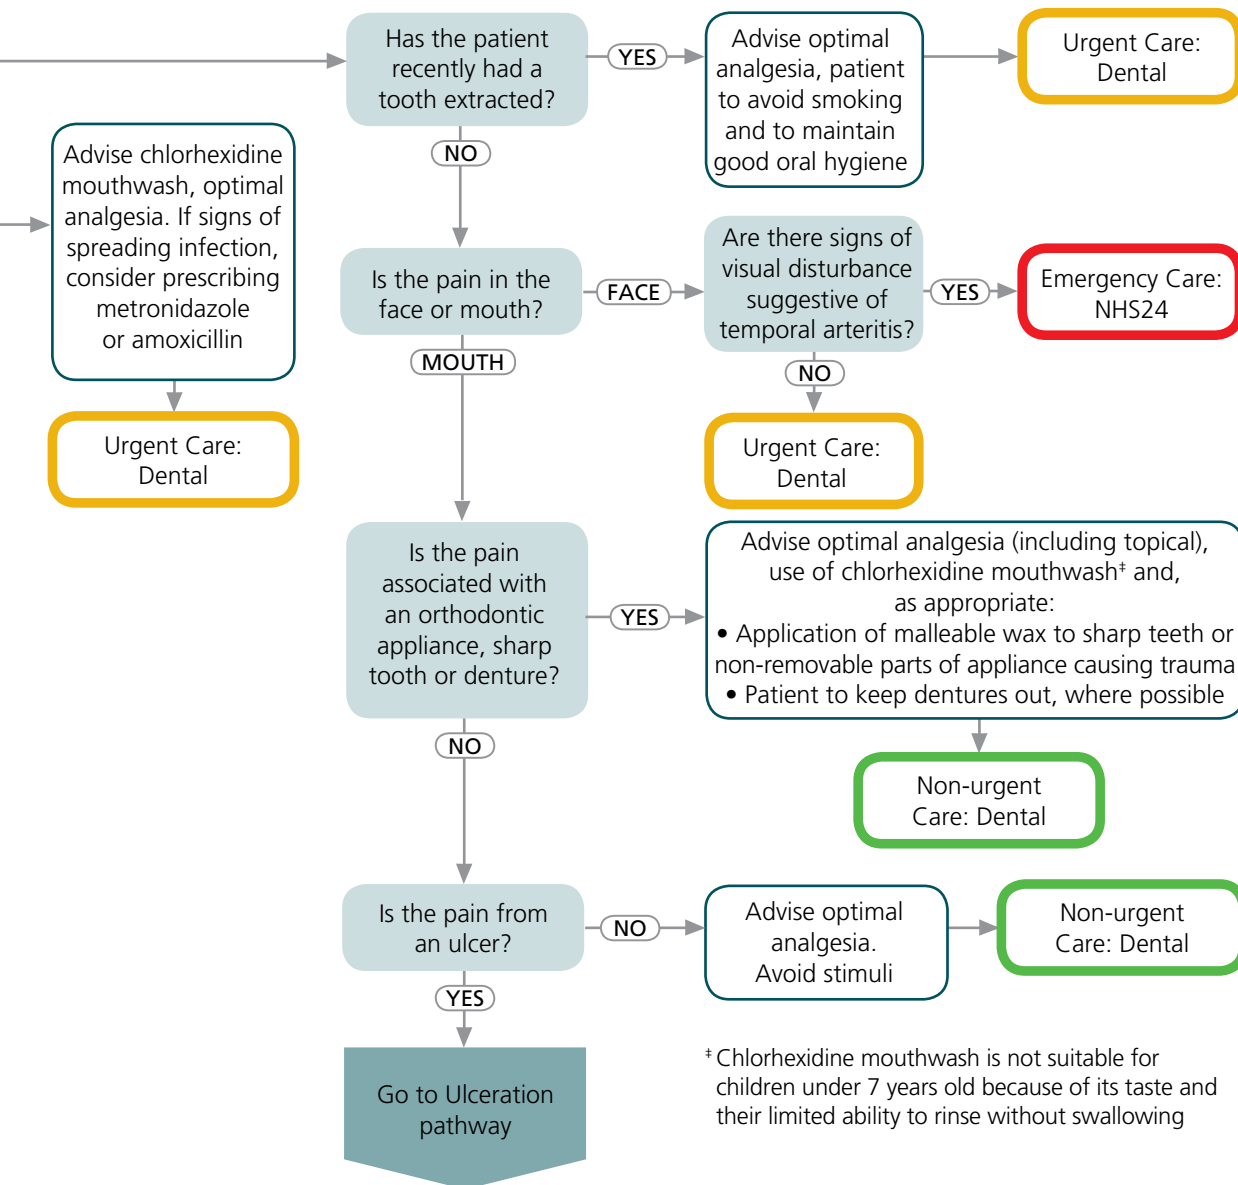 Has the patient
recently had a
tooth extracted?
YES
Advise optimal
analgesia, patient
to avoid smoking
and to maintain
good oral hygiene
Urgent Care:
Dental
NO
Advise chlorhexidine
mouthwash, optimal
analgesia. If signs of
spreading infection,
consider prescribing
metronidazole
or amoxicillin
Urgent Care:
Dental
Is the pain in the
face or mouth?
FACE
Are there signs of
visual disturbance
suggestive of
temporal arteritis?
YES
Emergency Care:
NHS24
NO
Urgent Care:
Dental
MOUTH
Is the pain
associated with
an orthodontic
appliance, sharp
tooth or denture?
YES
Advise optimal analgesia (including topical),
use of chlorhexidine mouthwash‡ and,
as appropriate:
• Application of malleable wax to sharp teeth or
non-removable parts of appliance causing trauma
• Patient to keep dentures out, where possible
Non-urgent
Care: Dental
NO
Is the pain from
an ulcer?
NO
Advise optimal
analgesia.
Avoid stimuli
Non-urgent
Care: Dental
YES
Go to Ulceration
pathway
‡ Chlorhexidine mouthwash is not suitable for
children under 7 years old because of its taste and
their limited ability to rinse without swallowing